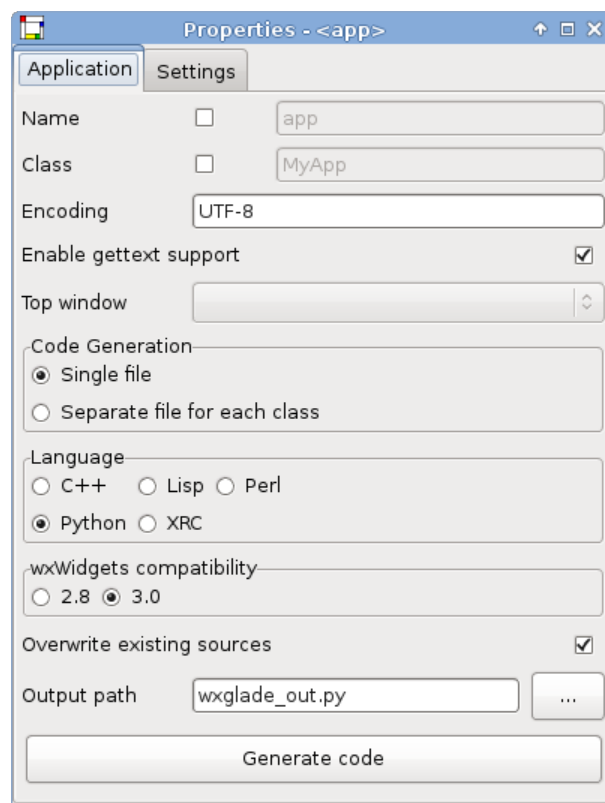 Properties - <app>
Application Settings
Name app
Class MyApp
Encoding UTF-8
Enable gettext support
Top window
Code Generation
Single file
Separate file for each class
Language
C++ Lisp Perl
Python XRC
wxWidgets compatibility
2.8 3.0
Overwrite existing sources
Output path wxglade_out.py ...
Generate code